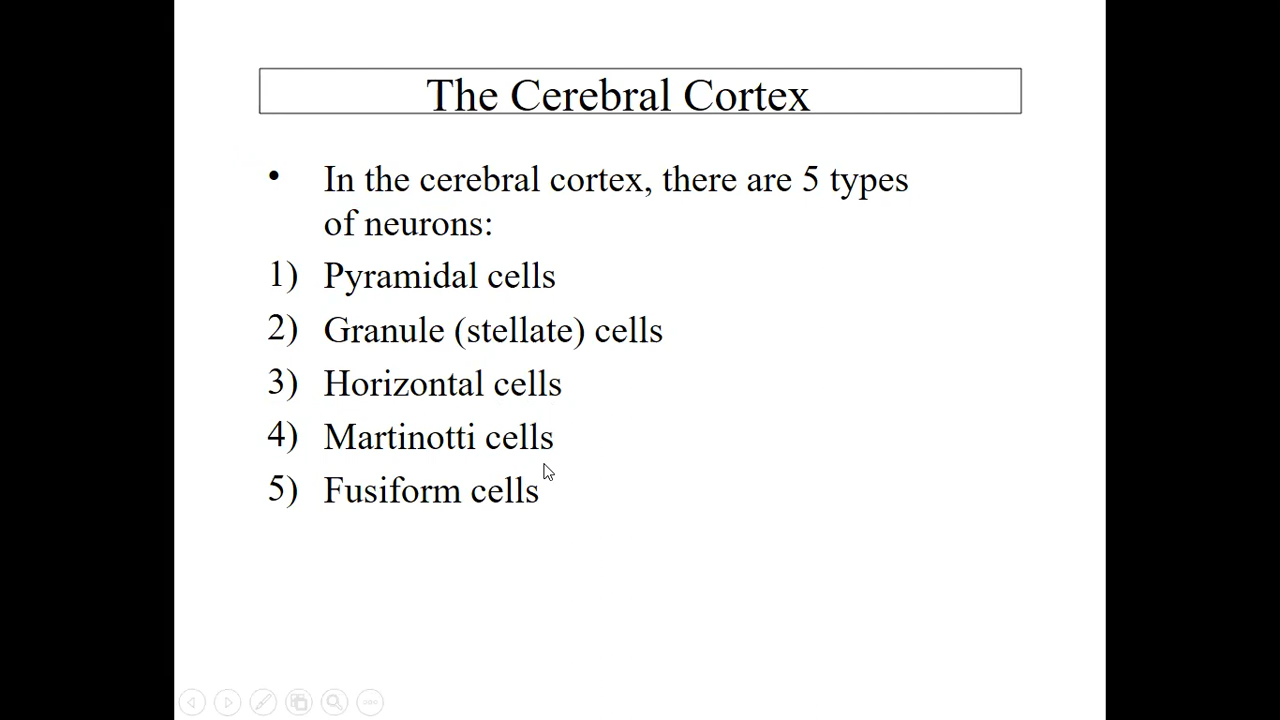 The Cerebral Cortex
• In the cerebral cortex, there are 5 types
of neurons:
1) Pyramidal cells
2) Granule (stellate) cells
3) Horizontal cells
4) Martinotti cells
5) Fusiform cells